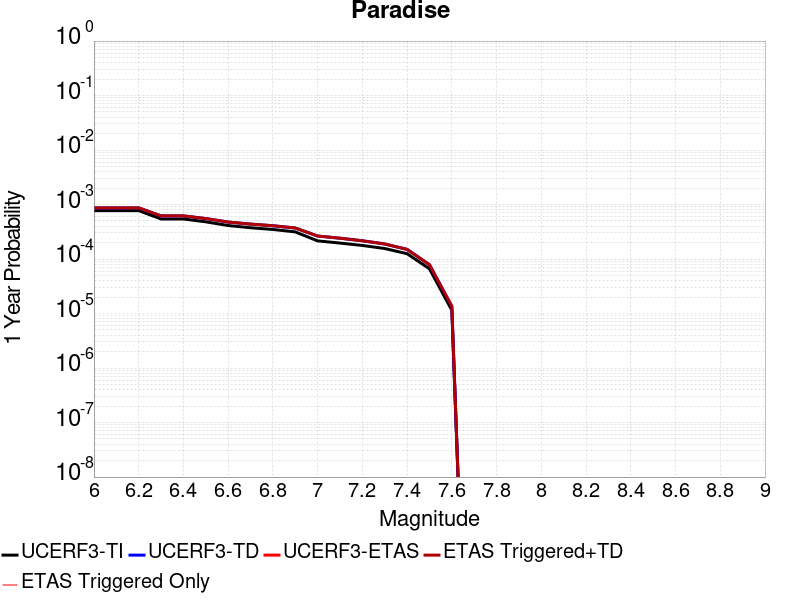 Paradise
10^0
10^-1
10^-2
10^-3
10^-4
10^-5
10^-6
10^-7
10^-8
1 Year Probability
6 6.2 6.4 6.6 6.8 7 7.2 7.4 7.6 7.8 8 8.2 8.4 8.6 8.8 9
Magnitude
UCERF3-TI UCERF3-TD UCERF3-ETAS ETAS Triggered+TD
ETAS Triggered Only